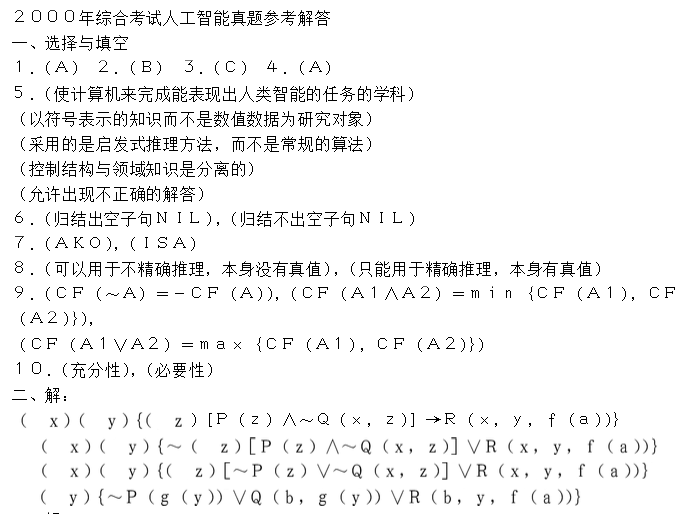 ２０００年综合考试人工智能真题参考解答
一、选择与填空
１．（Ａ） ２．（Ｂ） ３．（Ｃ） ４．（Ａ）
５．（使计算机来完成能表现出人类智能的任务的学科）
（以符号表示的知识而不是数值数据为研究对象）
（采用的是启发式推理方法，而不是常规的算法）
（控制结构与领域知识是分离的）
（允许出现不正确的解答）
６．（归结出空子句ＮＩＬ），（归结不出空子句ＮＩＬ）
７．（ＡＫＯ），（ＩＳＡ）
８．（可以用于不精确推理，本身没有真值），（只能用于精确推理，本身有真值）
９．（ＣＦ（～Ａ）＝－ＣＦ（Ａ）），（ＣＦ（Ａ１∧Ａ２）＝ｍｉｎ｛ＣＦ（Ａ１），ＣＦ
（Ａ２）｝），
（ＣＦ（Ａ１∨Ａ２）＝ｍａｘ｛ＣＦ（Ａ１），ＣＦ（Ａ２）｝）
１０．（充分性），（必要性）
二、解：
（ ｘ）（ ｙ）｛（ ｚ）［Ｐ（ｚ）∧～Ｑ（ｘ，ｚ）］→Ｒ（ｘ，ｙ，ｆ（ａ））｝
（ ｘ）（ ｙ）｛～（ ｚ）［Ｐ（ｚ）∧～Ｑ（ｘ，ｚ）］∨Ｒ（ｘ，ｙ，ｆ（ａ））｝
（ ｘ）（ ｙ）｛（ ｚ）［～Ｐ（ｚ）∨～Ｑ（ｘ，ｚ）］∨Ｒ（ｘ，ｙ，ｆ（ａ））｝
（ ｙ）｛～Ｐ（ｇ（ｙ））∨Ｑ（ｂ，ｇ（ｙ））∨Ｒ（ｂ，ｙ，ｆ（ａ））｝